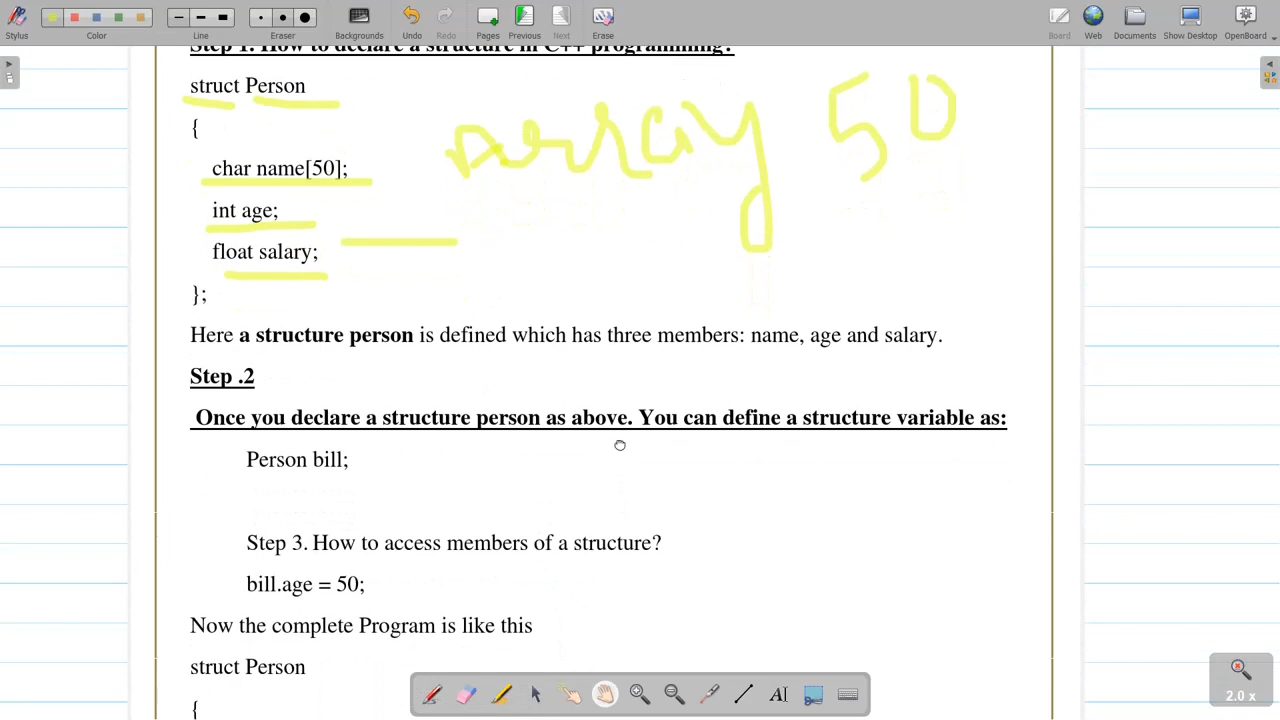 Stylus Color Line Eraser Backgrounds Undo Redo Pages Previous Next Erase Board Web Documents Show Desktop OpenBoard
Step 1. How to declare a structure in C++ programming?
struct Person
{
char name[50];
array 50
int age;
float salary;
};
Here a structure person is defined which has three members: name, age and salary.
Step .2
Once you declare a structure person as above. You can define a structure variable as:
Person bill;
Step 3. How to access members of a structure?
bill.age = 50;
Now the complete Program is like this
struct Person
{
2.0 x